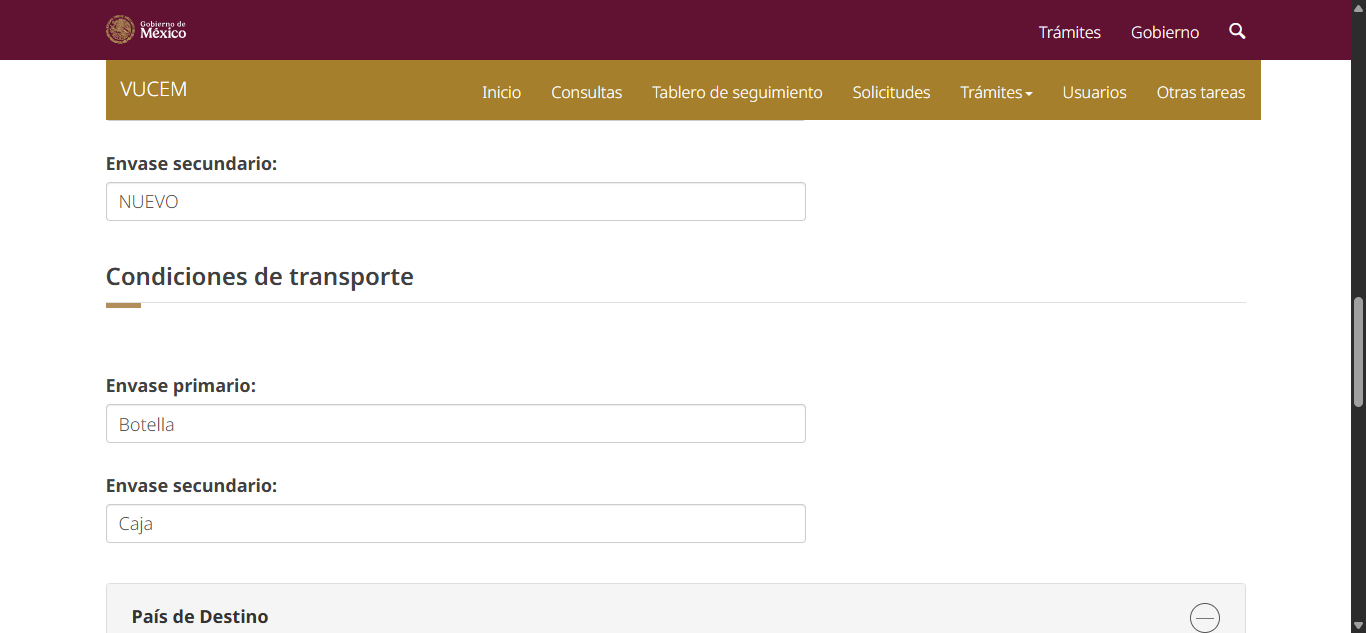 Gobierno de
México
Trámites
Gobierno
VUCEM
Inicio
Consultas
Tablero de seguimiento
Solicitudes
Trámites
Usuarios
Otras tareas
Envase secundario:
NUEVO
Condiciones de transporte
Envase primario:
Botella
Envase secundario:
Caja
País de Destino